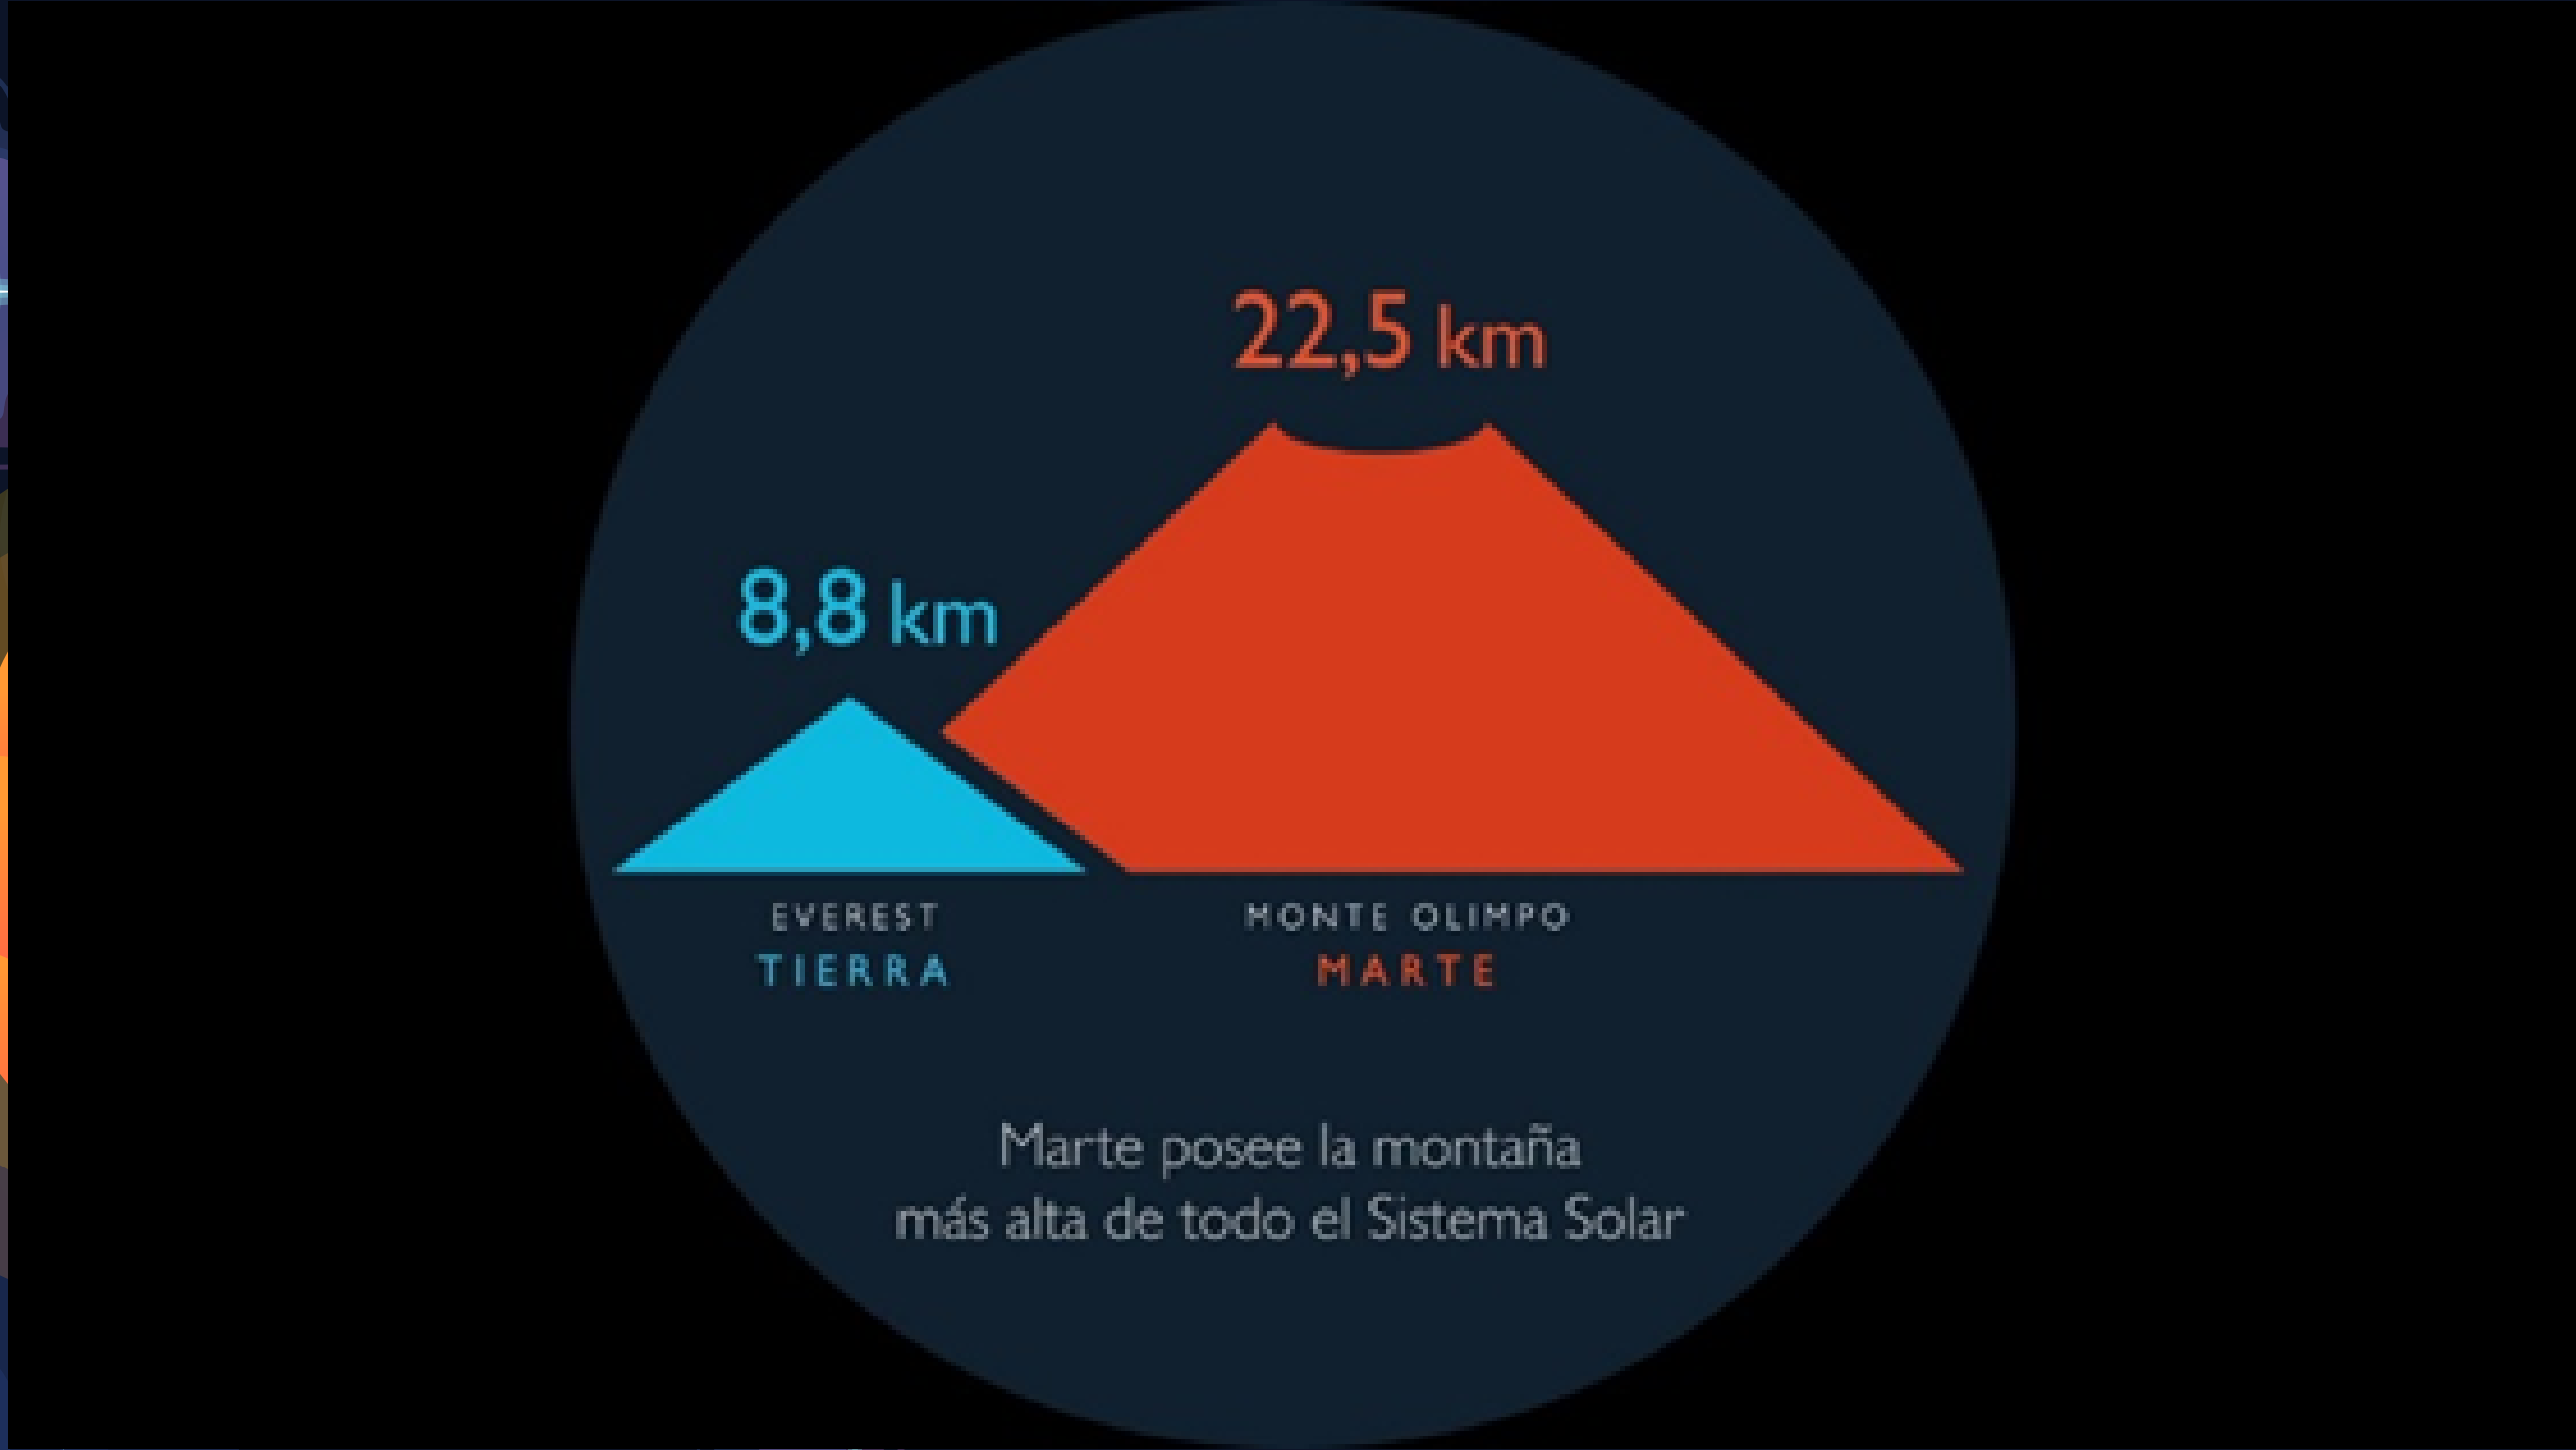 22,5 km
8,8 km
EVEREST
TIERRA
MONTE OLIMPO
MARTE
Marte posee la montaña
más alta de todo el Sistema Solar